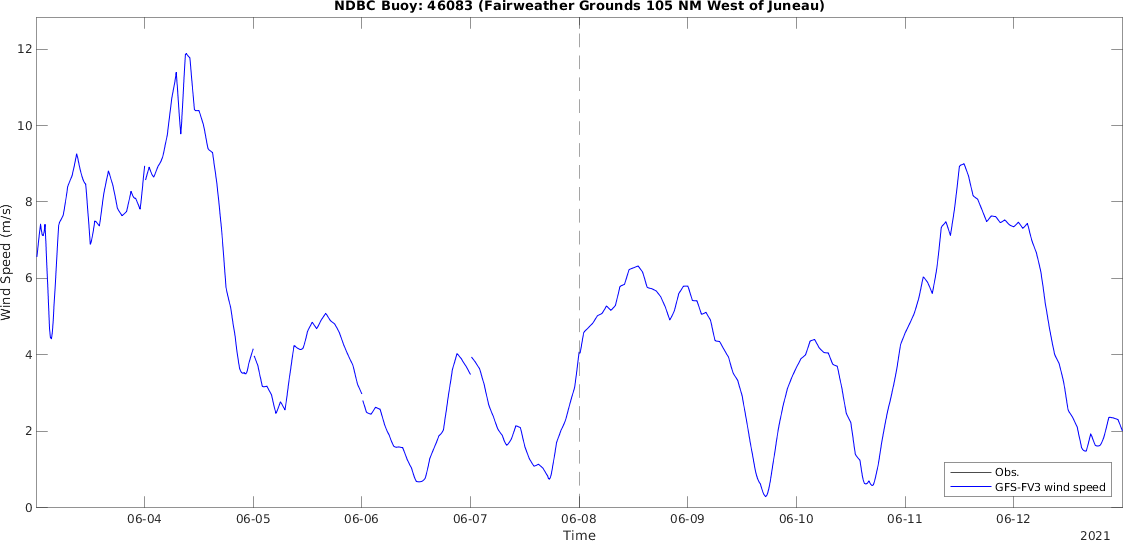 NDBC Buoy: 46083 (Fairweather Grounds 105 NM West of Juneau)
Wind Speed (m/s)
12
10
8
6
4
2
0
06-04 06-05 06-06 06-07 06-08 06-09 06-10 06-11 06-12
Time
2021
Obs.
GFS-FV3 wind speed